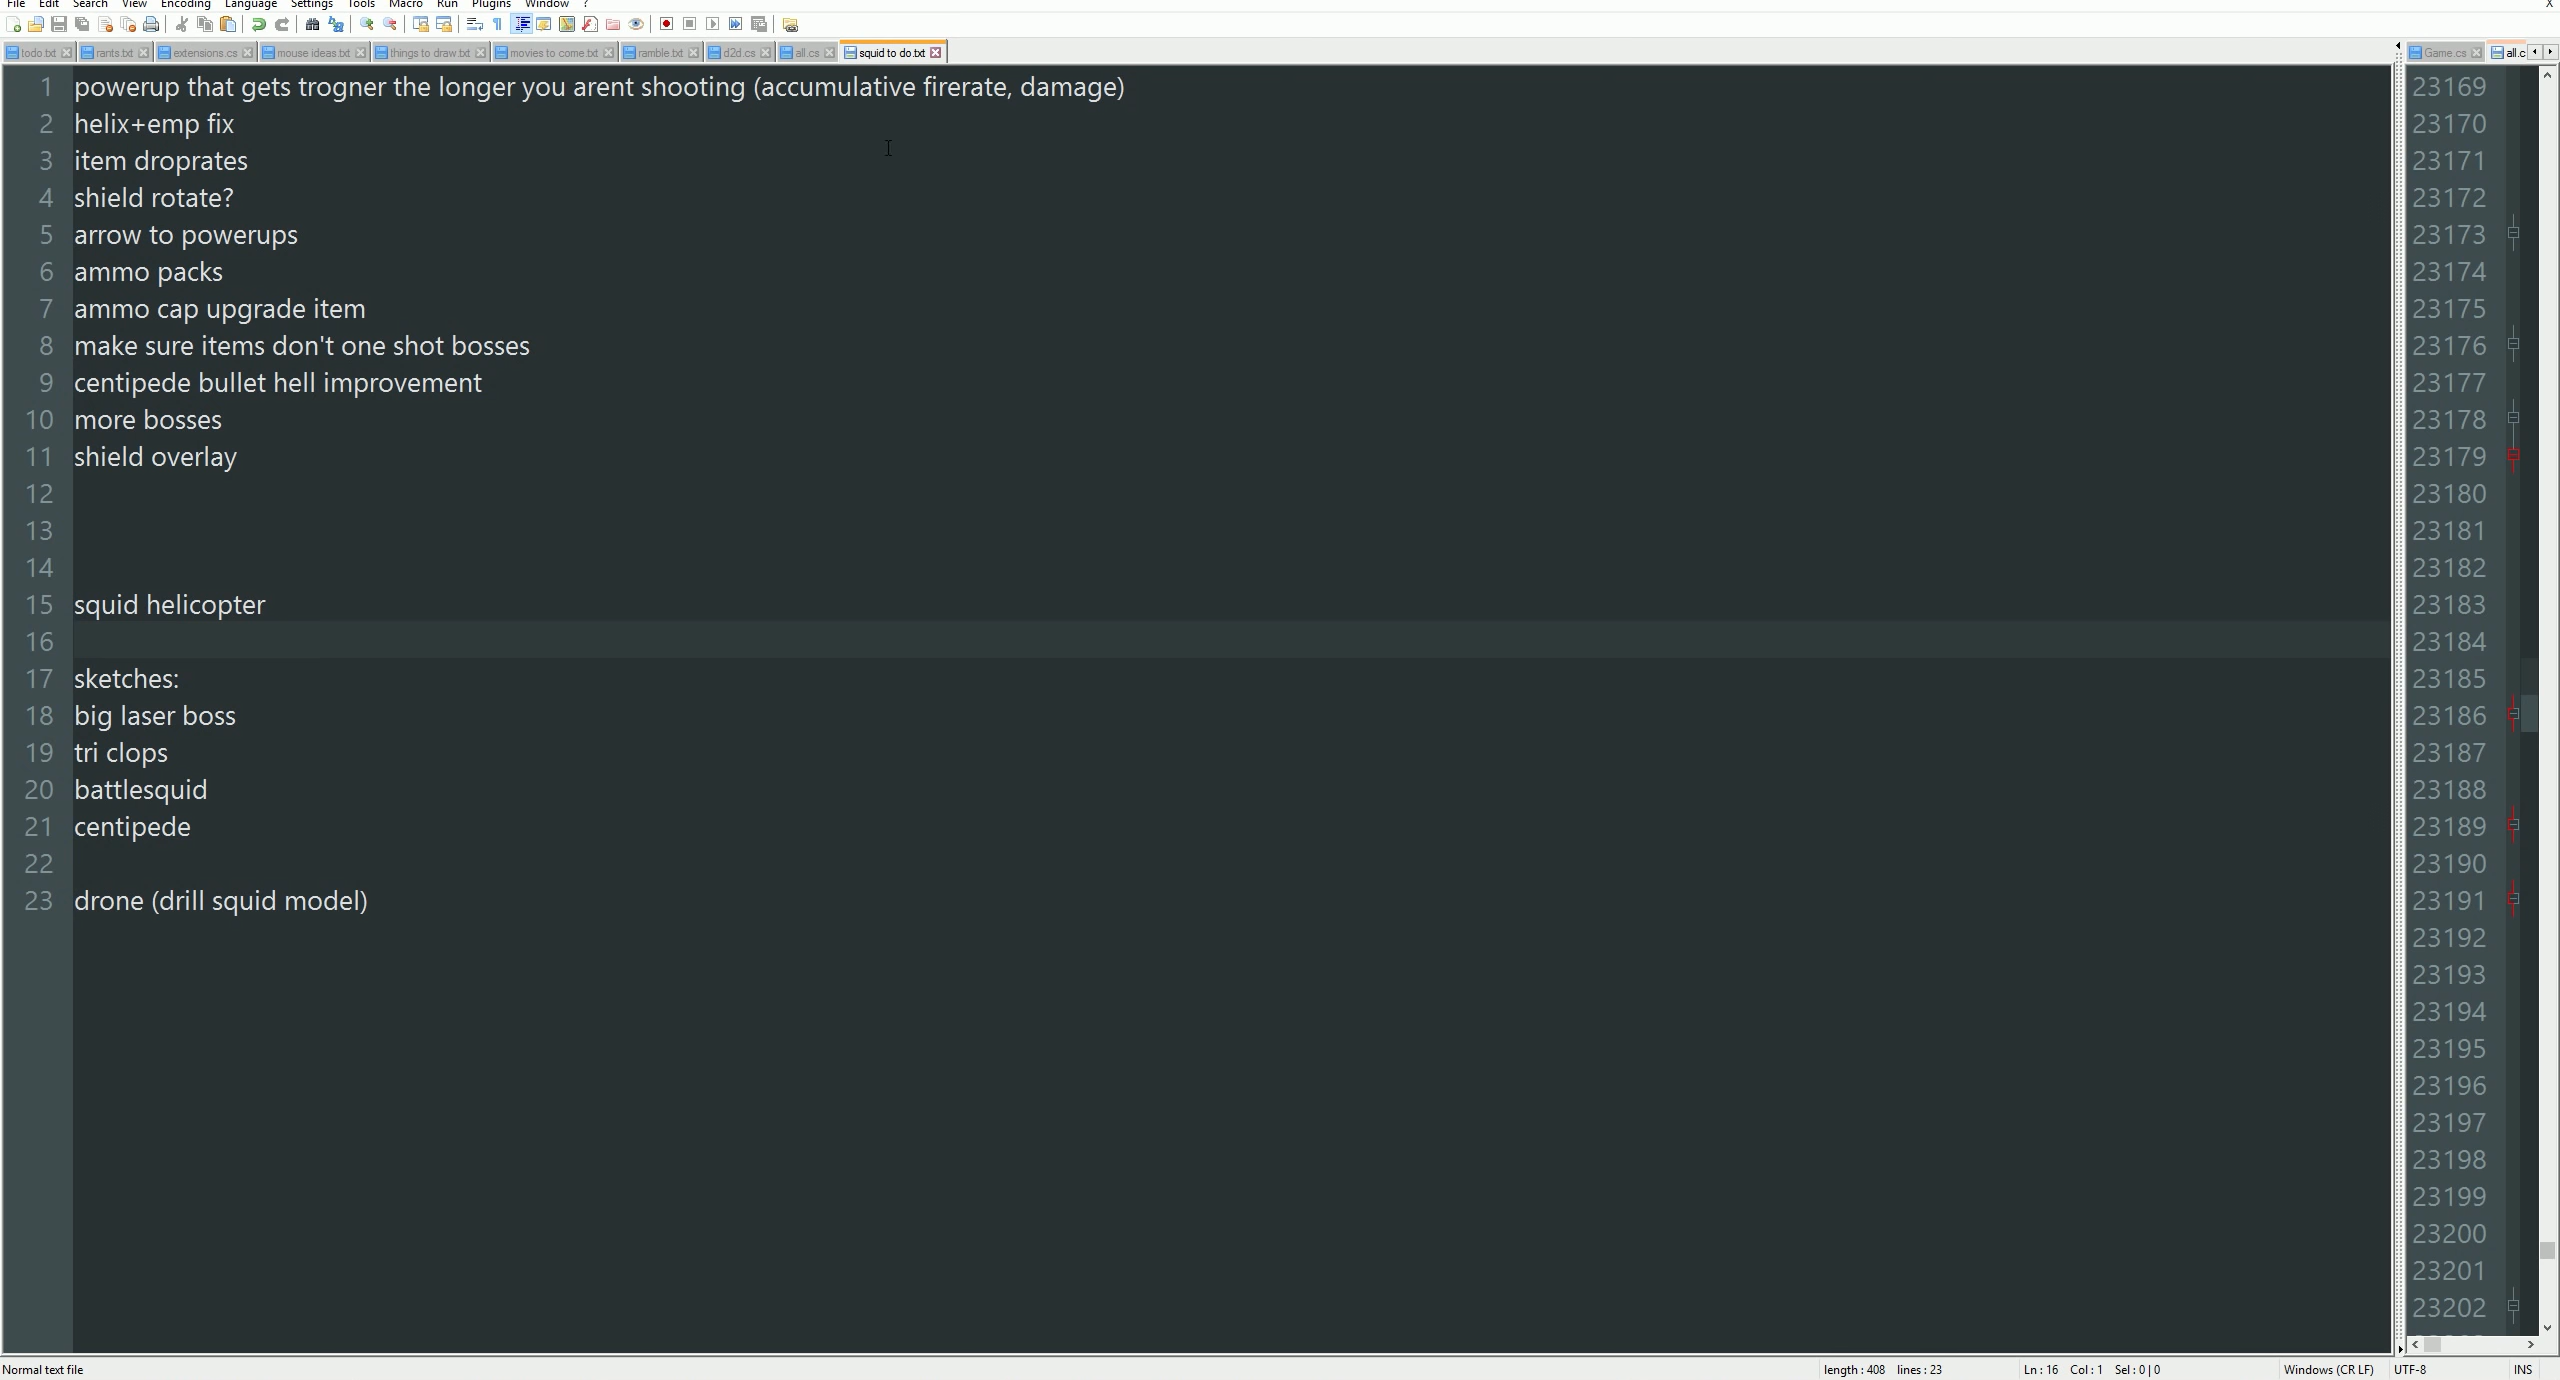 File Edit Search View Encoding Language Settings Tools Macro Run Plugins Window ? X
todo.txt rants.txt extensions.cs mouse ideas.txt things to draw.txt movies to come.txt ramble.txt d2d.cs all.cs squid to do.txt Game.cs all.c
1 powerup that gets trogner the longer you arent shooting (accumulative firerate, damage)
2 helix+emp fix
3 item droprates
4 shield rotate?
5 arrow to powerups
6 ammo packs
7 ammo cap upgrade item
8 make sure items don't one shot bosses
9 centipede bullet hell improvement
10 more bosses
11 shield overlay
12
13
14
15 squid helicopter
16
17 sketches:
18 big laser boss
19 tri clops
20 battlesquid
21 centipede
22
23 drone (drill squid model)
23169
23170
23171
23172
23173
23174
23175
23176
23177
23178
23179
23180
23181
23182
23183
23184
23185
23186
23187
23188
23189
23190
23191
23192
23193
23194
23195
23196
23197
23198
23199
23200
23201
23202
Normal text file length : 408 lines : 23 Ln : 16 Col : 1 Sel : 0 | 0 Windows (CR LF) UTF-8 INS